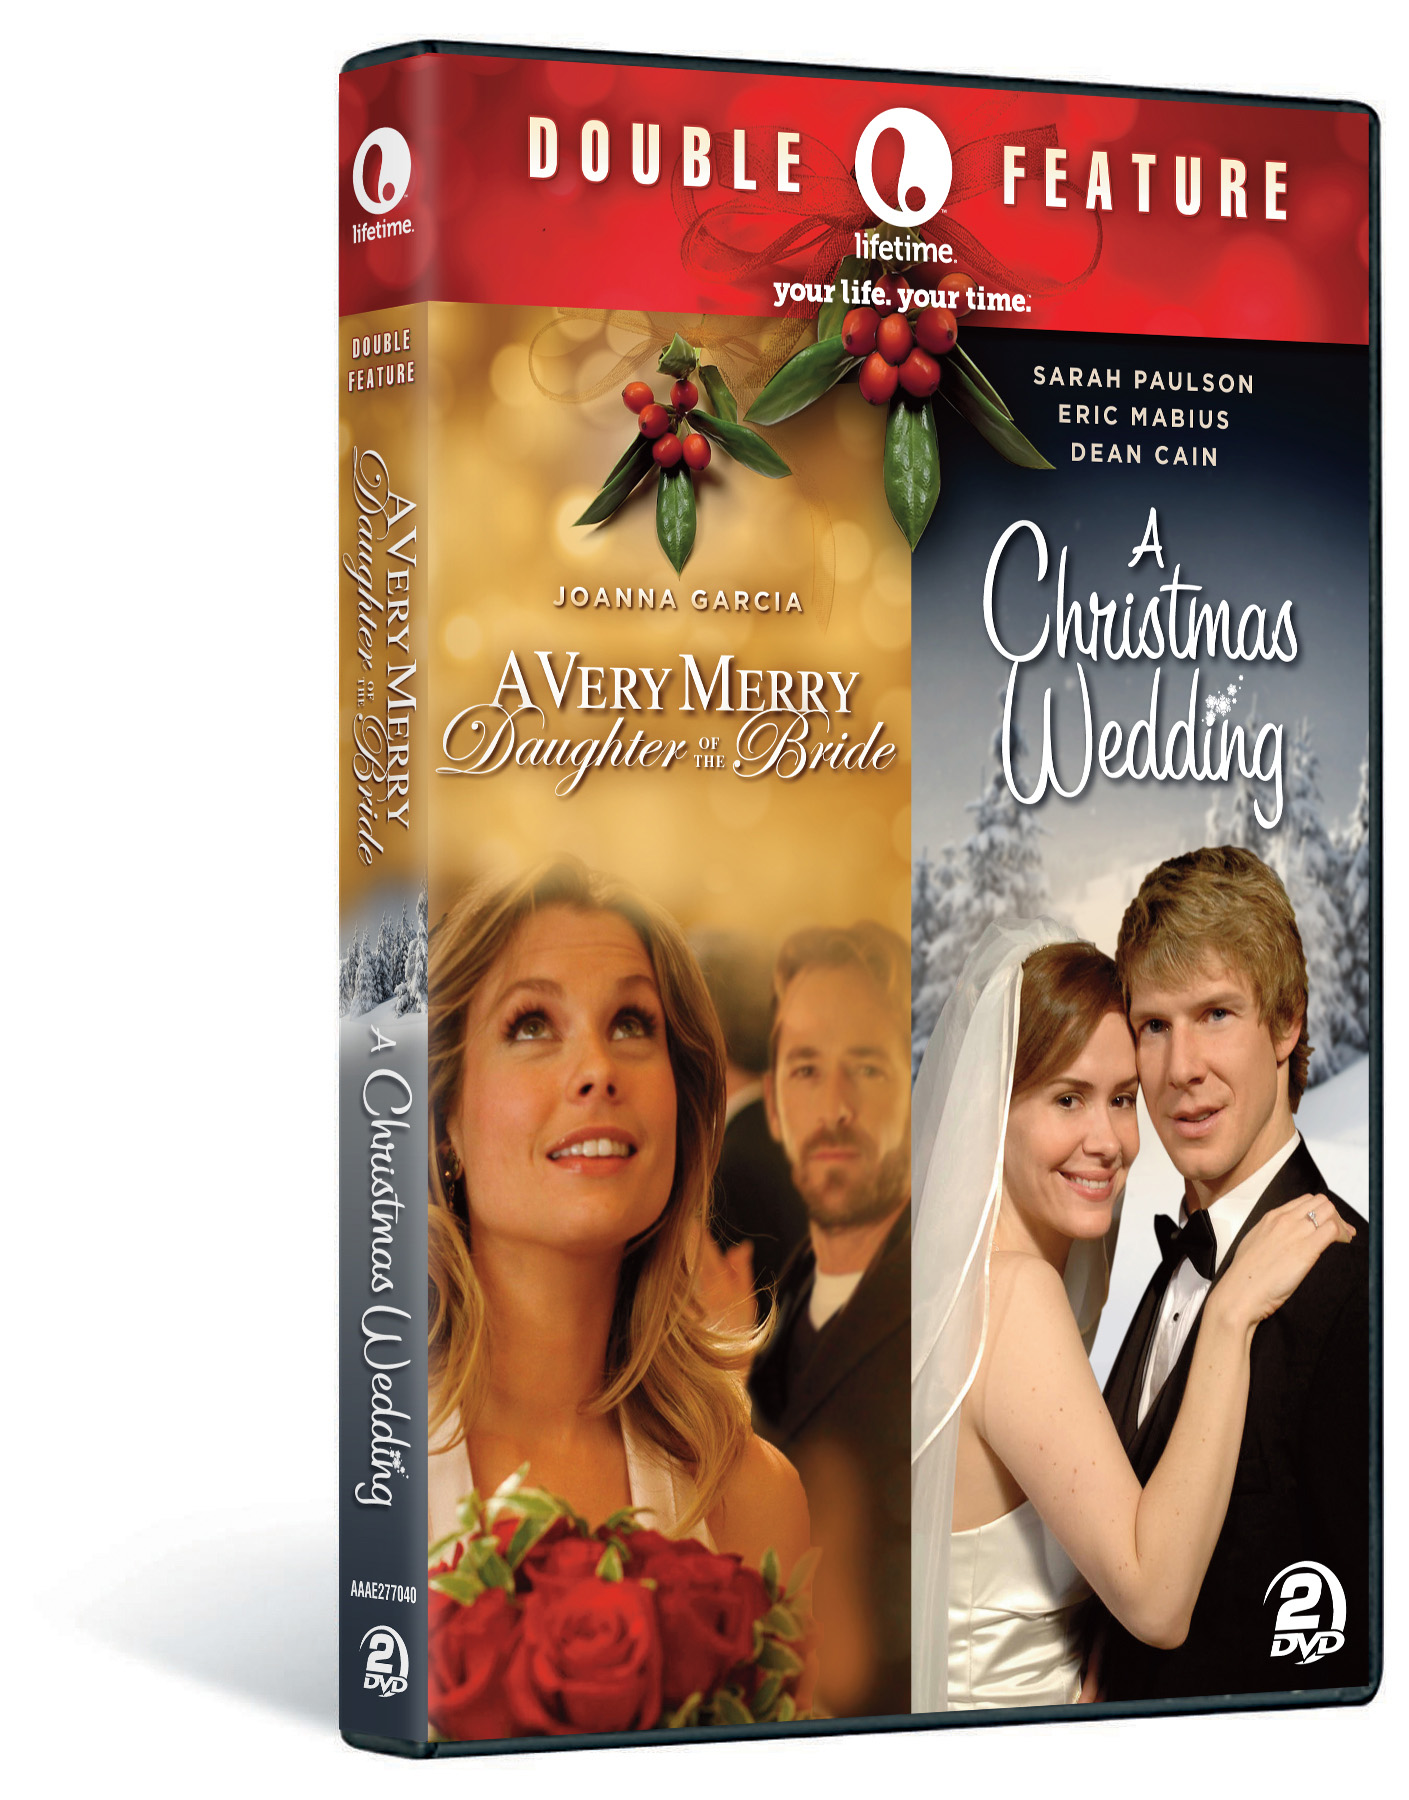 DOUBLE FEATURE
lifetime.
your life. your time.
JOANNA GARCIA
A VERY MERRY
Daughter OF THE Bride
SARAH PAULSON
ERIC MABIUS
DEAN CAIN
A
Christmas
Wedding
2
DVD
lifetime.
DOUBLE
FEATURE
A VERY MERRY
Daughter OF THE Bride
A Christmas Wedding
AAAE277040
2
DVD